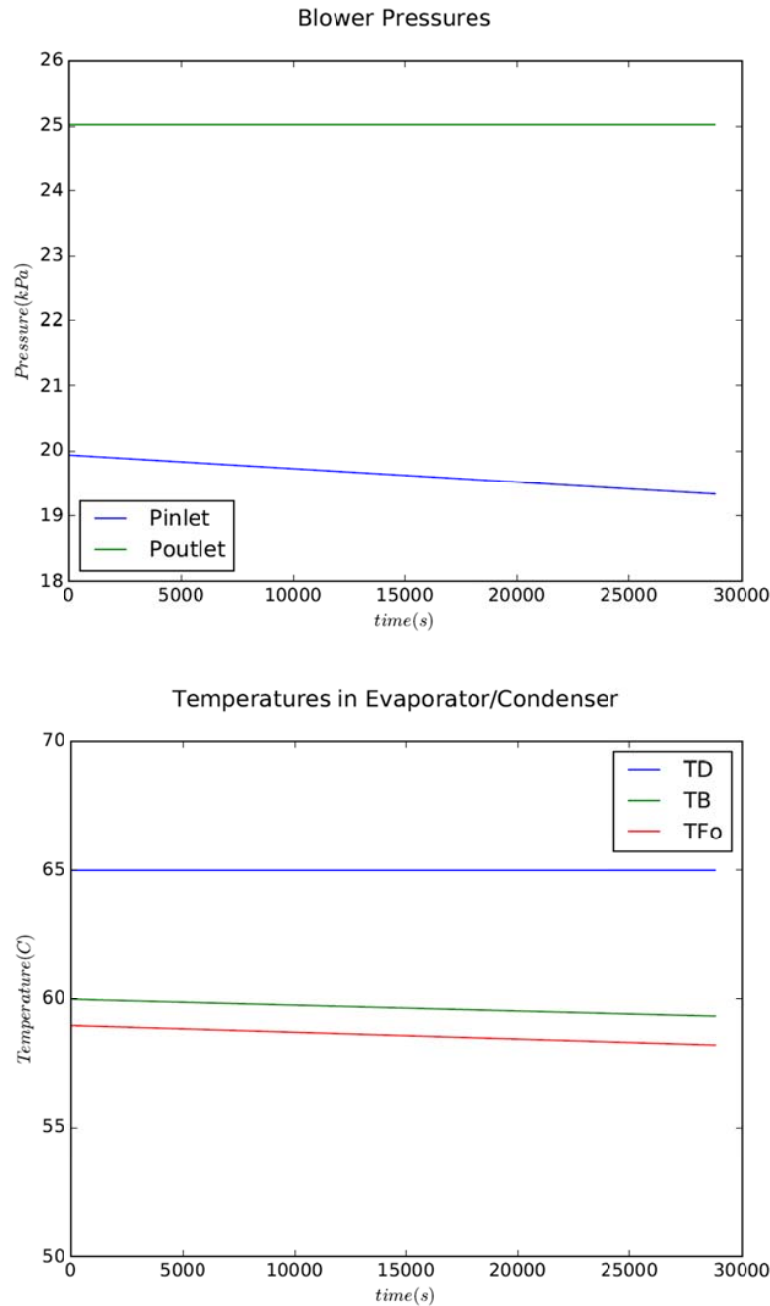 Blower Pressures
26
25
24
23
22
21
20
19
18
Pressure(kPa)
Pinlet
Poutlet
0 5000 10000 15000 20000 25000 30000
time(s)
Temperatures in Evaporator/Condenser
70
65
60
55
50
Temperature(C)
TD
TB
TFo
0 5000 10000 15000 20000 25000 30000
time(s)